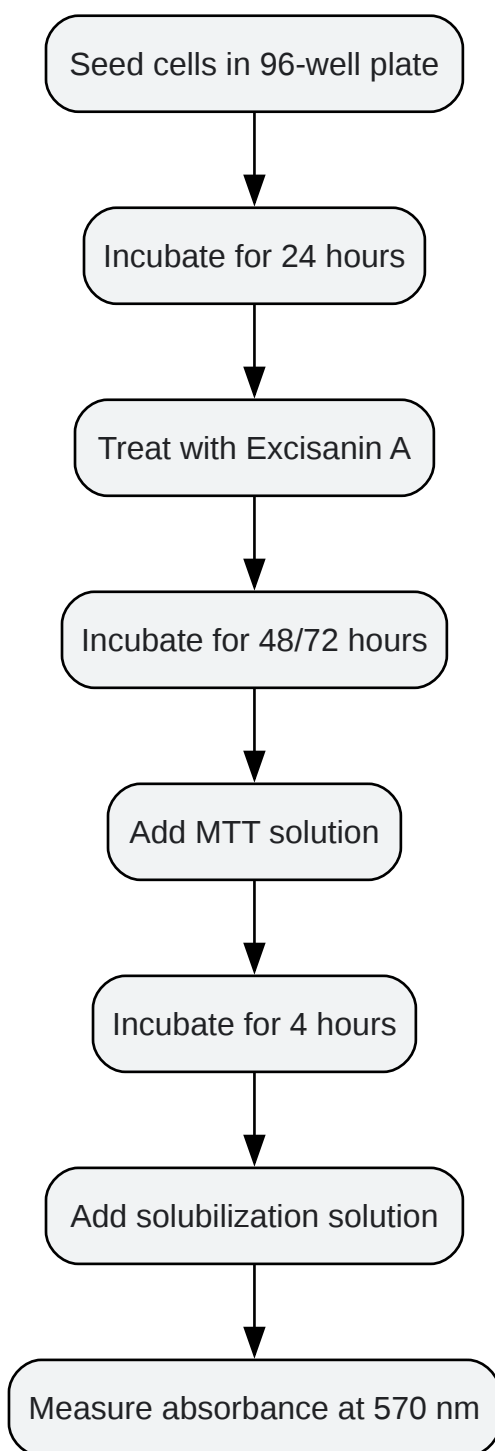 Seed cells in 96-well plate
Incubate for 24 hours
Treat with Excisanin A
Incubate for 48/72 hours
Add MTT solution
Incubate for 4 hours
Add solubilization solution
Measure absorbance at 570 nm